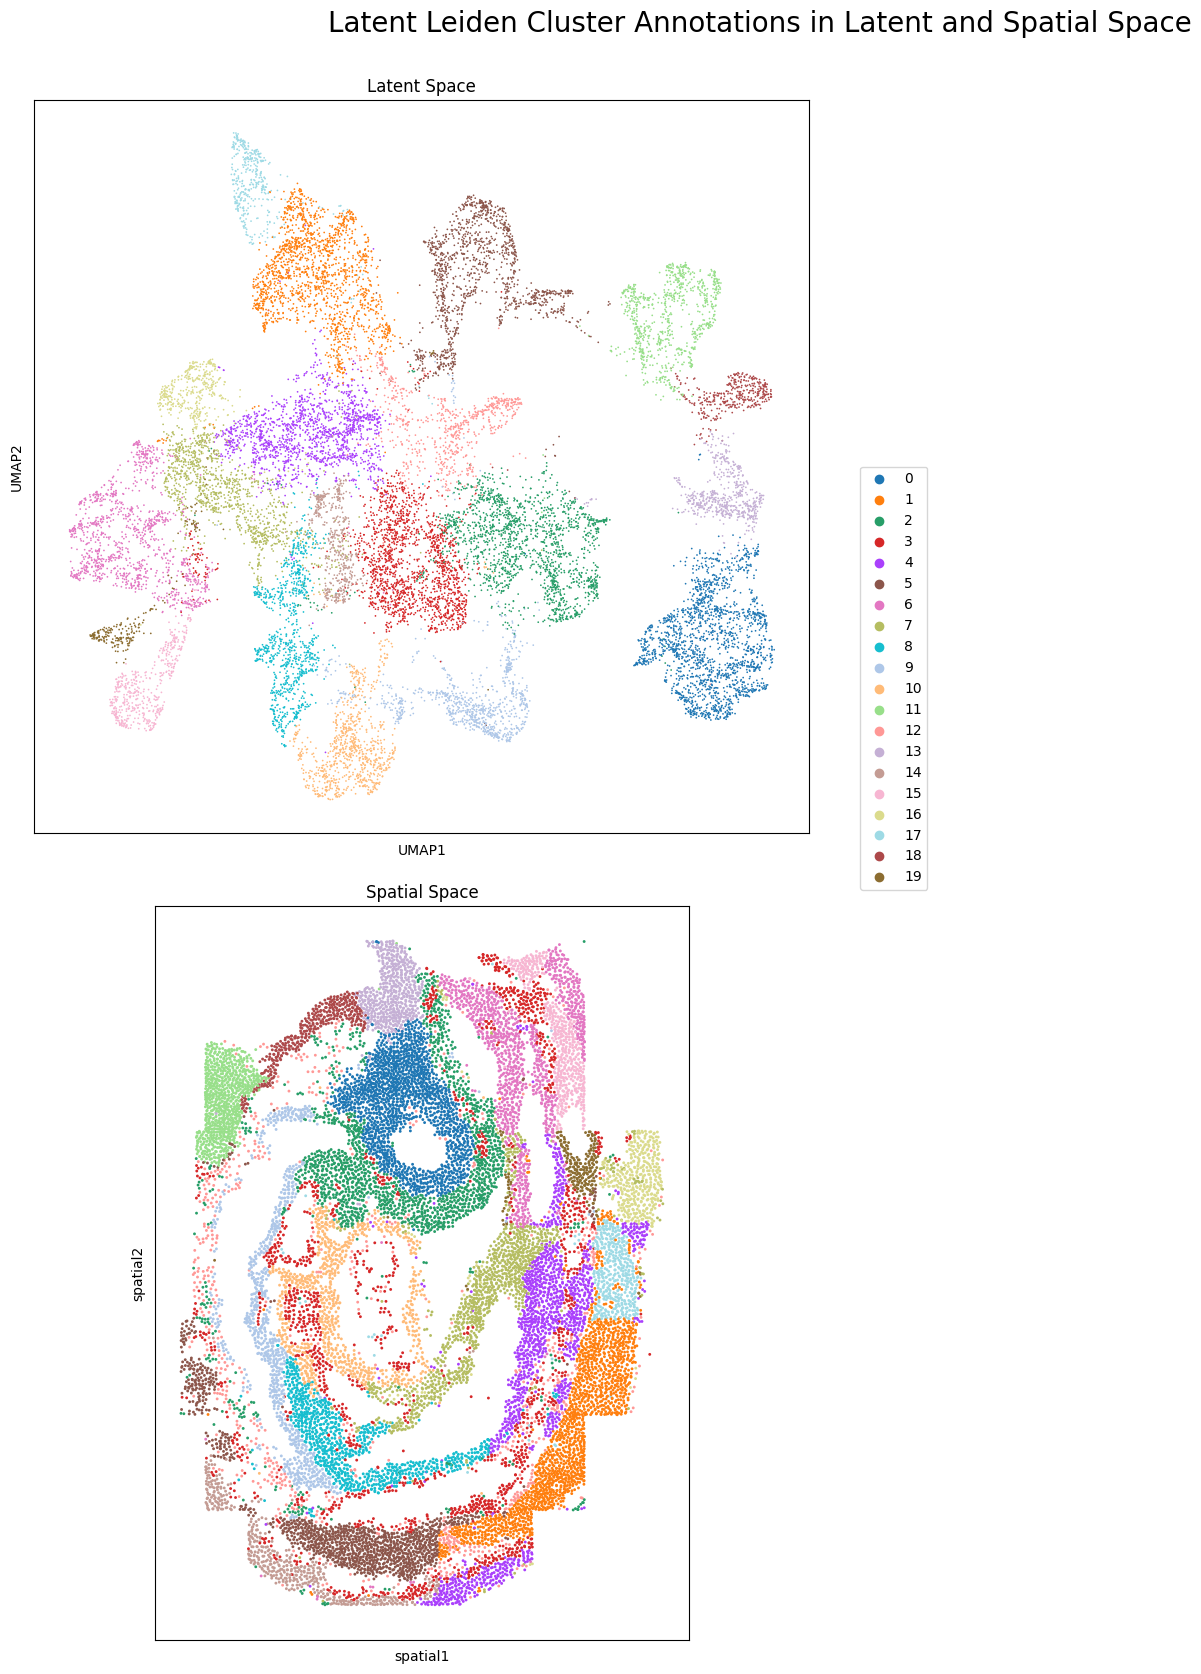 Latent Leiden Cluster Annotations in Latent and Spatial Space
Latent Space
UMAP2
UMAP1
0
1
2
3
4
5
6
7
8
9
10
11
12
13
14
15
16
17
18
19
Spatial Space
spatial2
spatial1